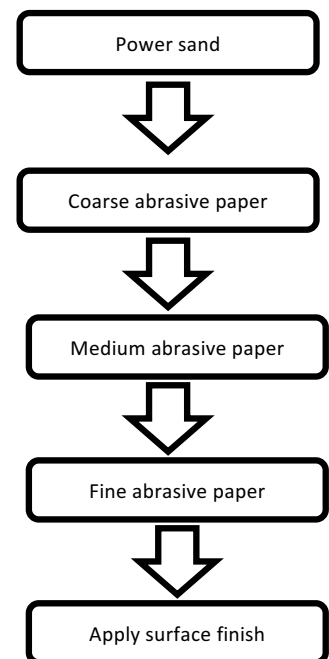 Power sand
Coarse abrasive paper
Medium abrasive paper
Fine abrasive paper
Apply surface finish